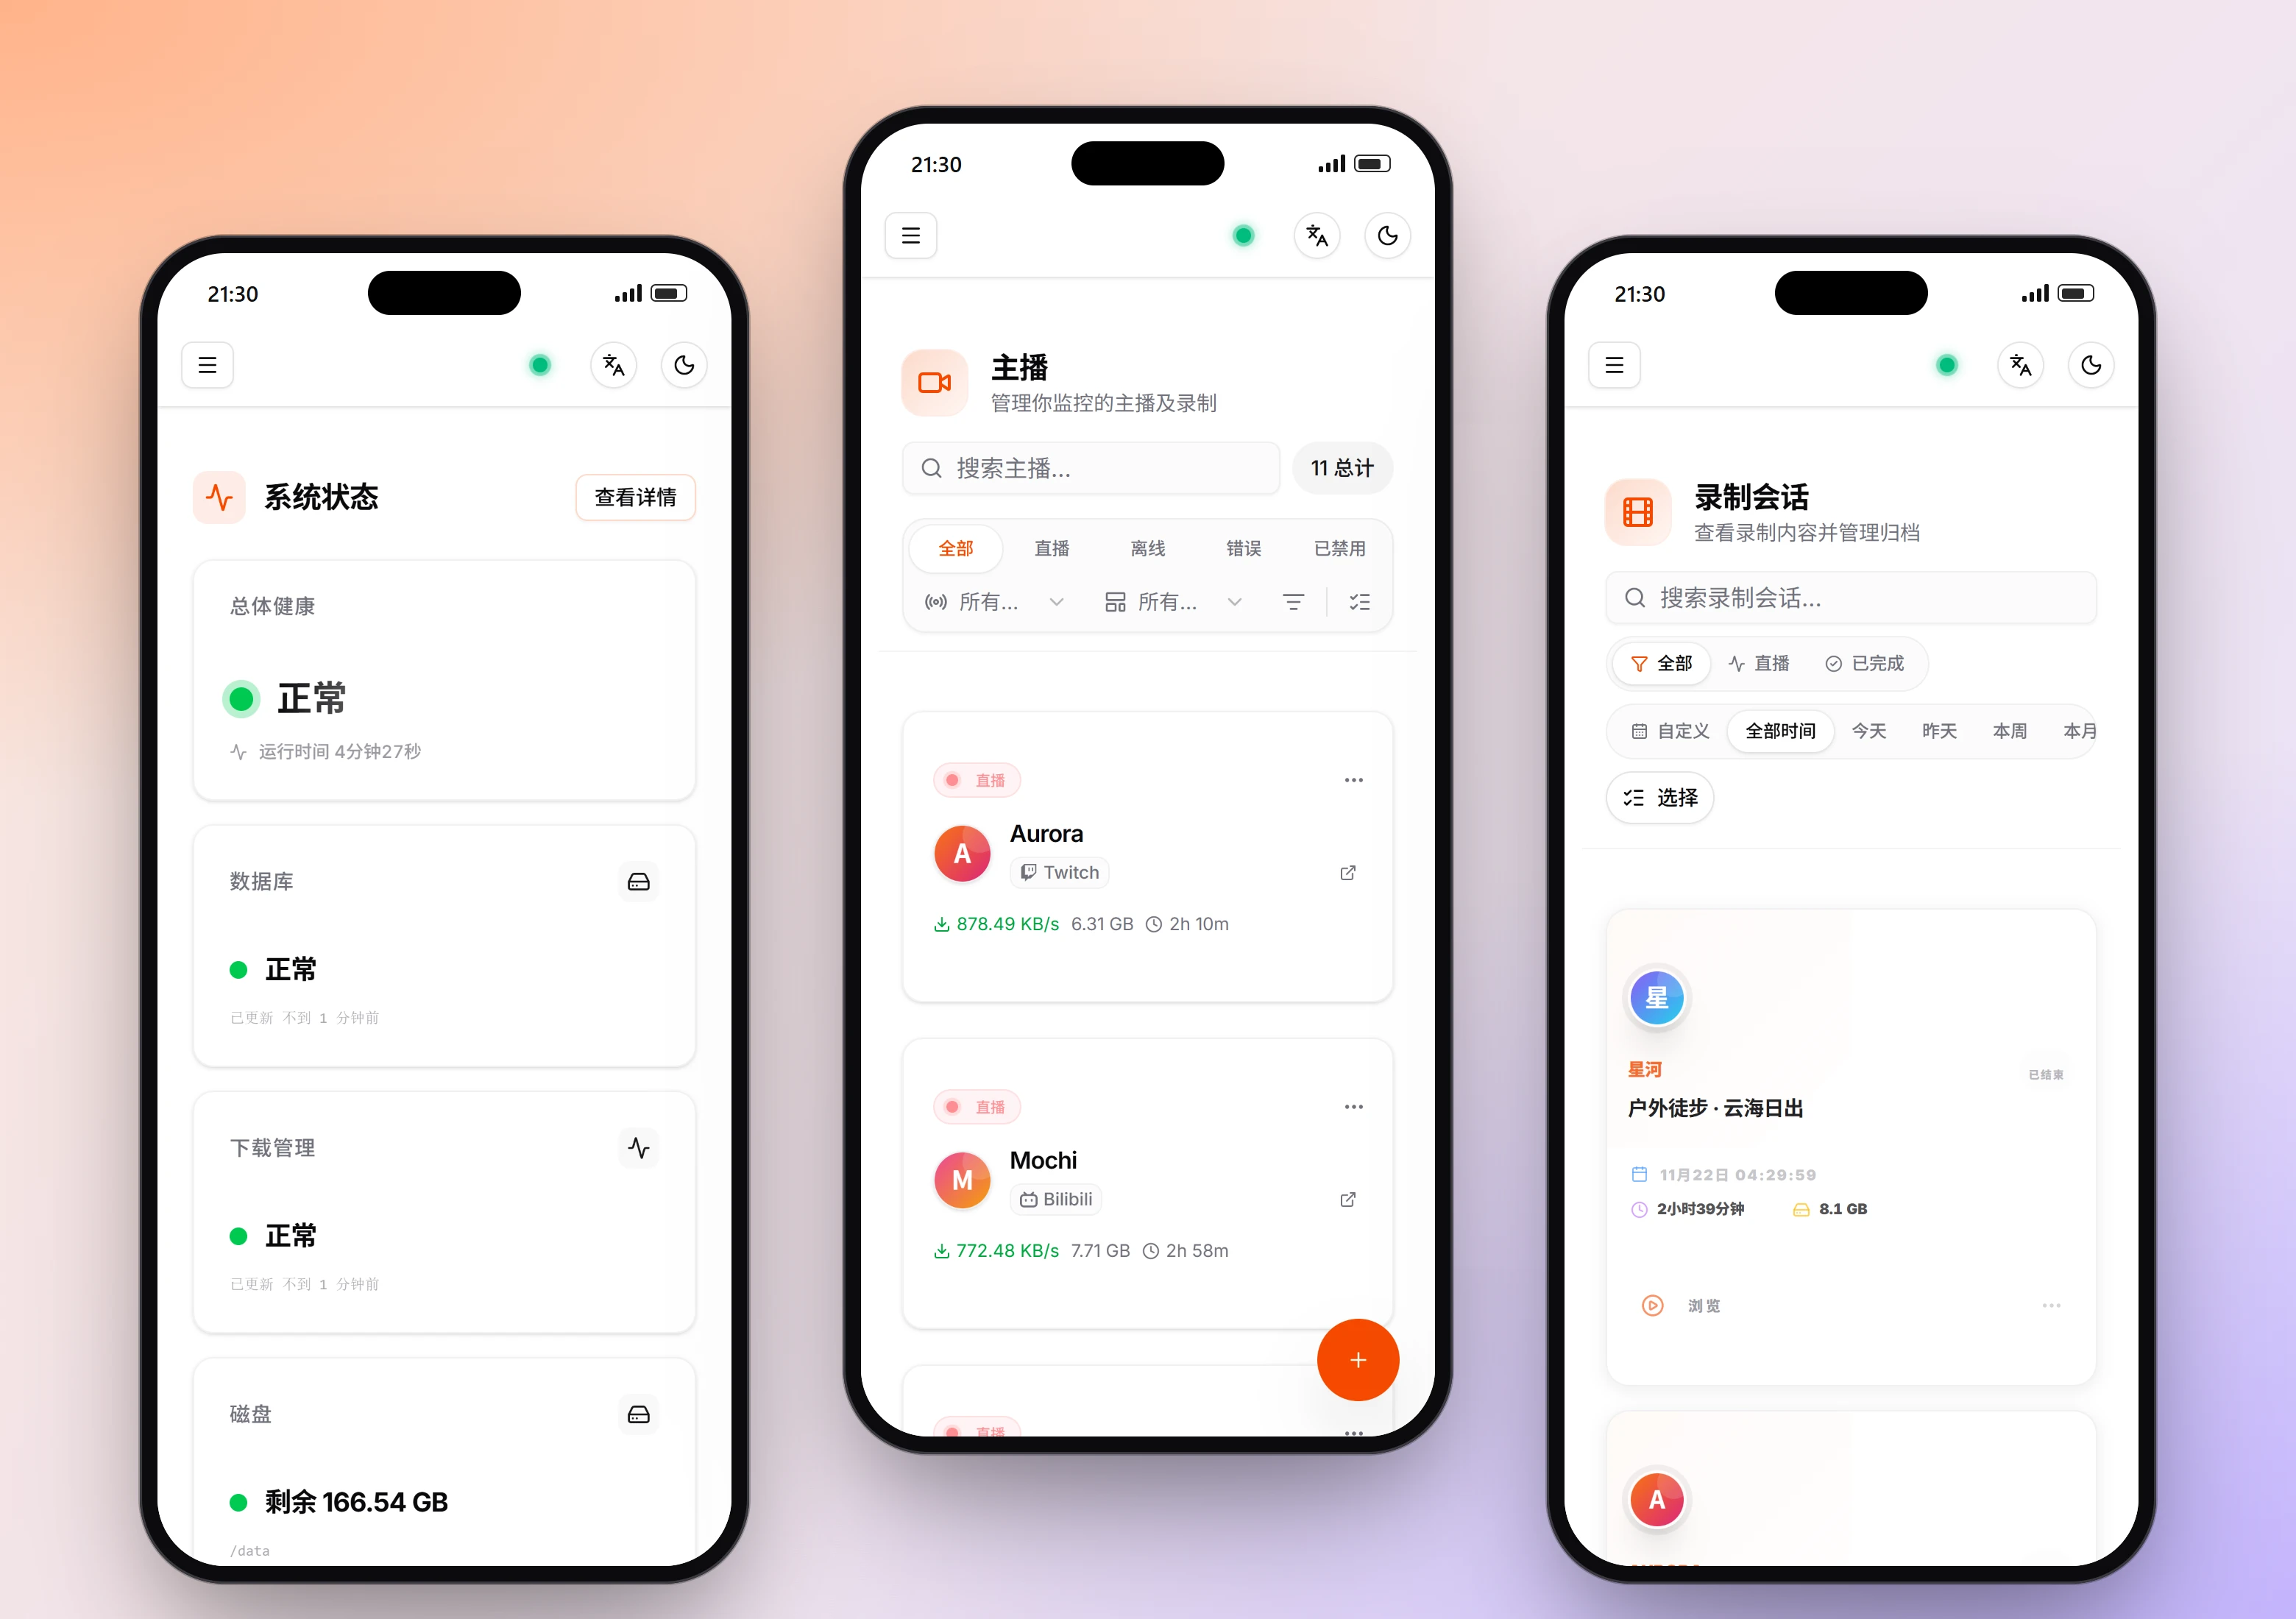 21:30
系统状态
查看详情
总体健康
正常
运行时间 4分钟27秒
数据库
正常
已更新 不到 1 分钟前
下载管理
正常
已更新 不到 1 分钟前
磁盘
剩余 166.54 GB
/data
21:30
主播
管理你监控的主播及录制
搜索主播...
11 总计
全部 直播 离线 错误 已禁用
所有... 所有...
直播
A
Aurora
Twitch
878.49 KB/s 6.31 GB 2h 10m
直播
M
Mochi
Bilibili
772.48 KB/s 7.71 GB 2h 58m
直播
21:30
录制会话
查看录制内容并管理归档
搜索录制会话...
全部 直播 已完成
自定义 全部时间 今天 昨天 本周 本月
选择
星
星河
已结束
户外徒步 · 云海日出
11月22日 04:29:59
2小时39分钟 8.1 GB
浏览
A